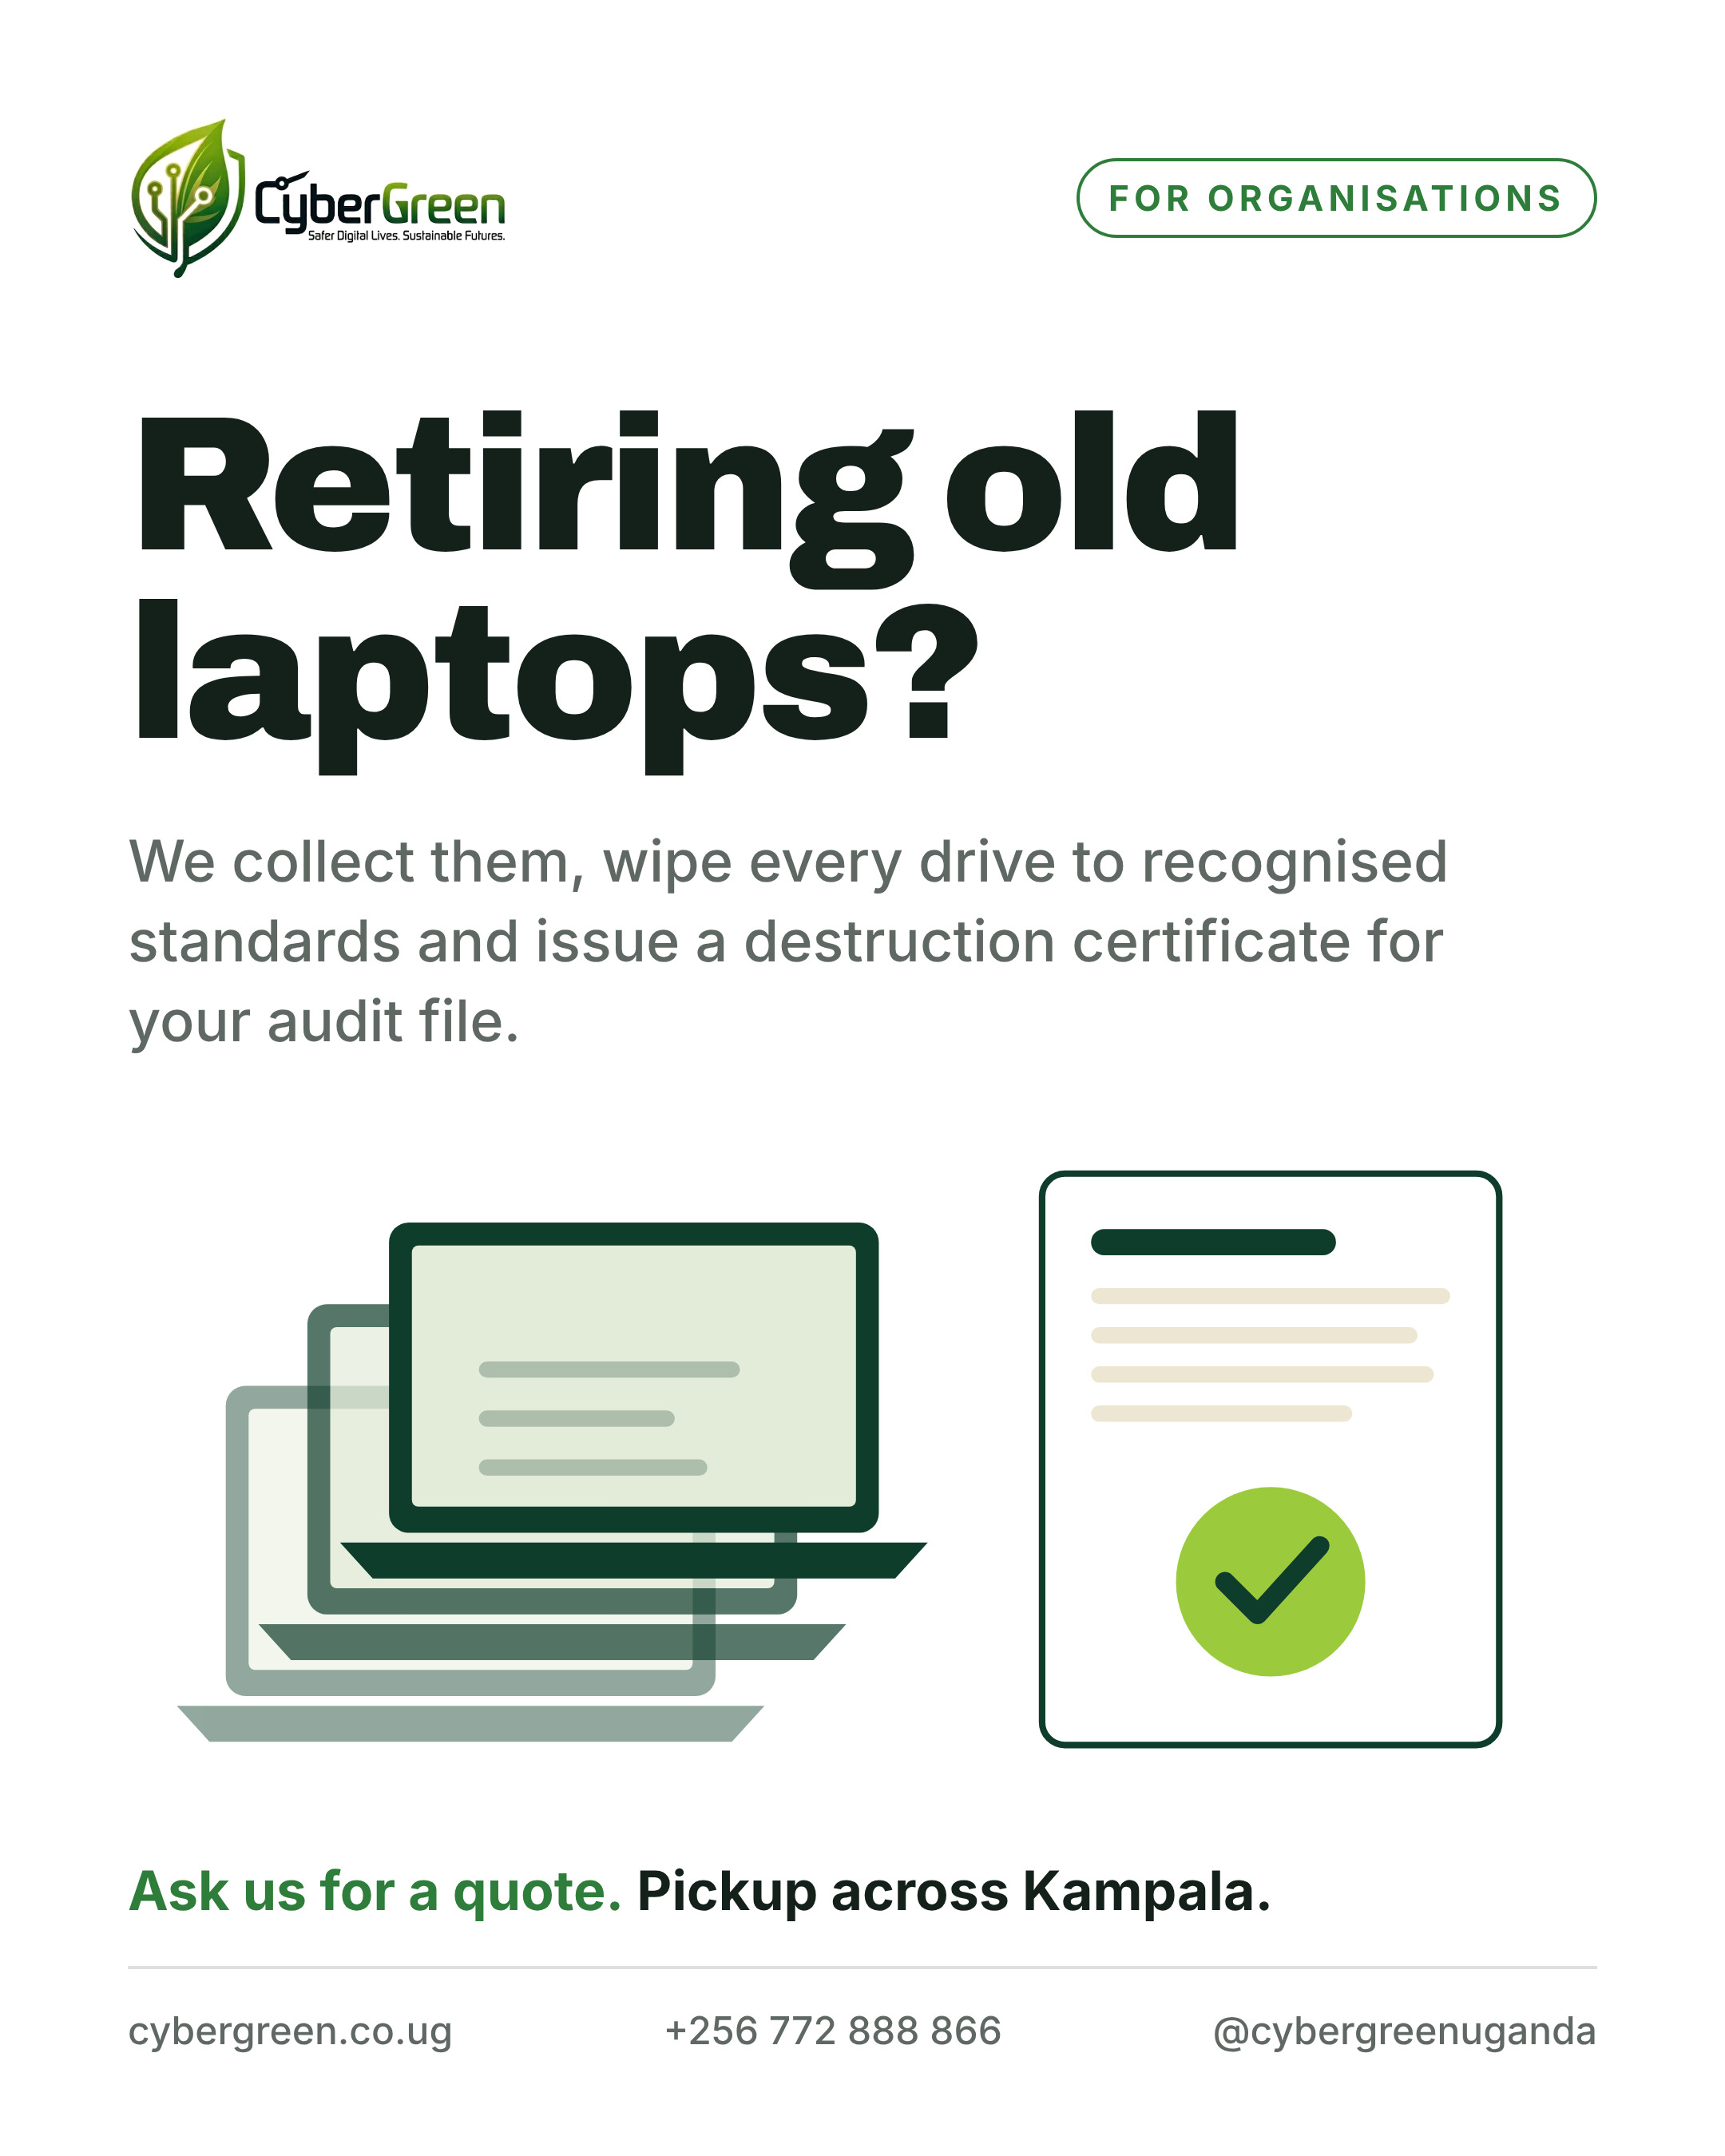 CyberGreen
Safer Digital Lives. Sustainable Futures.
FOR ORGANISATIONS
Retiring old
laptops?
We collect them, wipe every drive to recognised
standards and issue a destruction certificate for
your audit file.
Ask us for a quote. Pickup across Kampala.
cybergreen.co.ug
+256 772 888 866
@cybergreenuganda